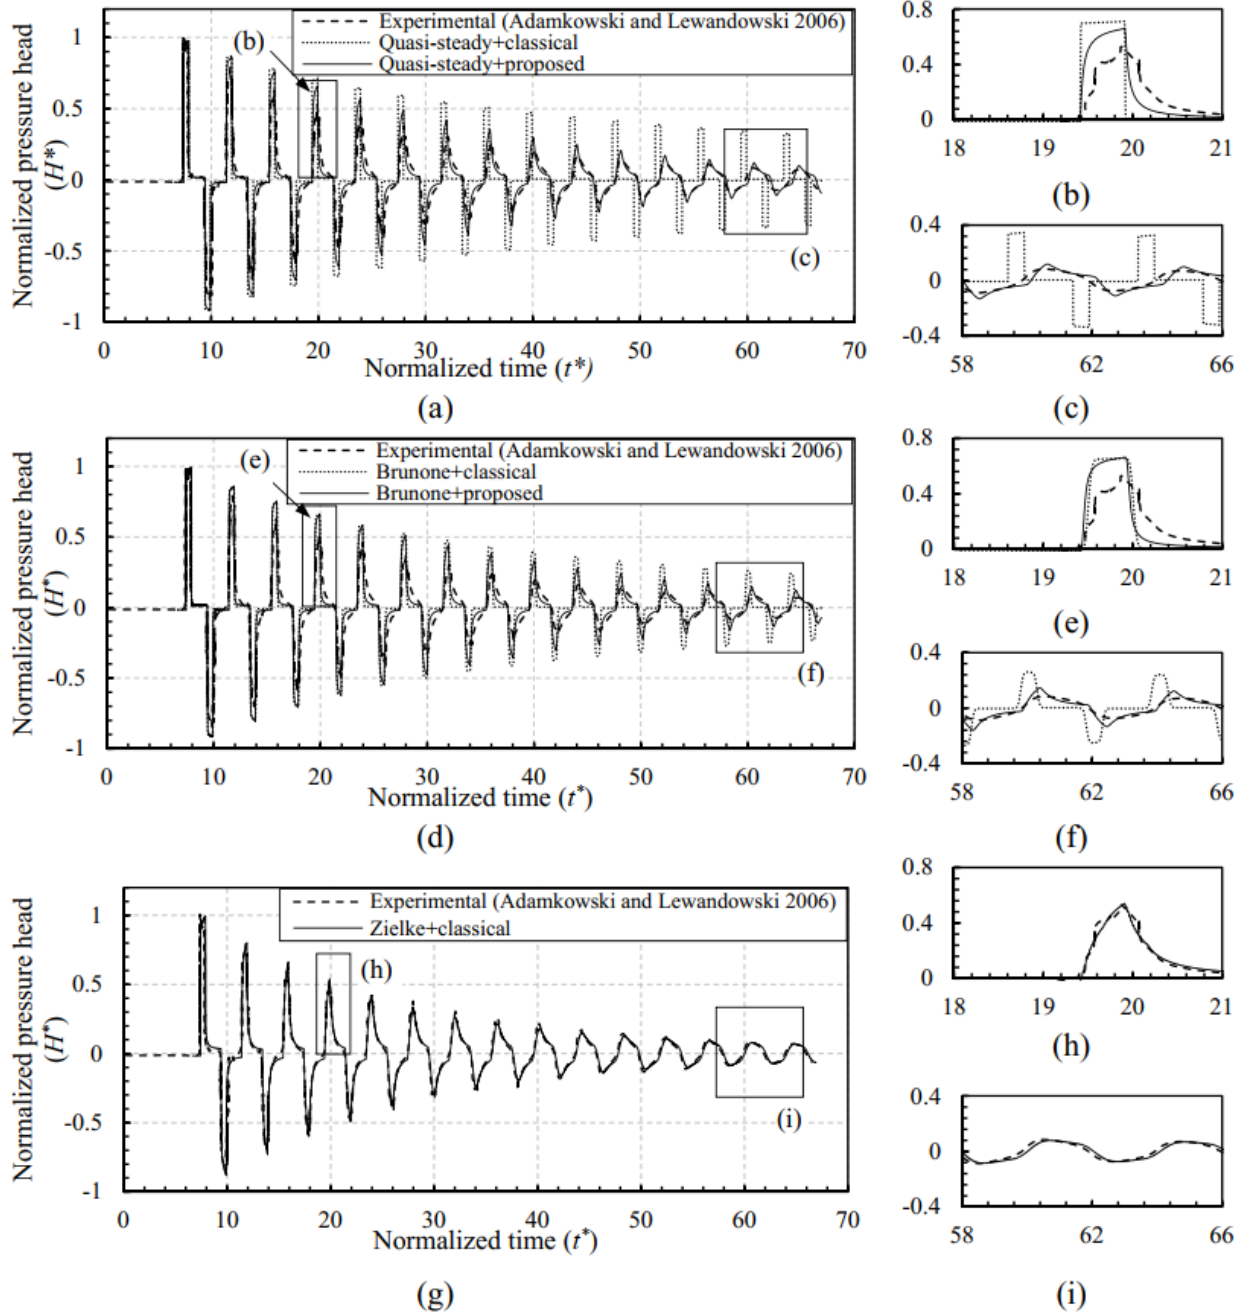 Normalized pressure head
(H*)
1
0.5
0
-0.5
-1
Experimental (Adamkowski and Lewandowski 2006)
Quasi-steady+classical
Quasi-steady+proposed
(b)
(c)
0 10 20 30 40 50 60 70
Normalized time (t*)
(a)
0.8
0.4
0
18 19 20 21
(b)
0.4
0
-0.4
58 62 66
(c)
Normalized pressure head
(H*)
1
0.5
0
-0.5
-1
Experimental (Adamkowski and Lewandowski 2006)
Brunone+classical
Brunone+proposed
(e)
(f)
0 10 20 30 40 50 60 70
Normalized time (t*)
(d)
0.8
0.4
0
18 19 20 21
(e)
0.4
0
-0.4
58 62 66
(f)
Normalized pressure head
(H*)
1
0.5
0
-0.5
-1
Experimental (Adamkowski and Lewandowski 2006)
Zielke+classical
(h)
(i)
0 10 20 30 40 50 60 70
Normalized time (t*)
(g)
0.8
0.4
0
18 19 20 21
(h)
0.4
0
-0.4
58 62 66
(i)